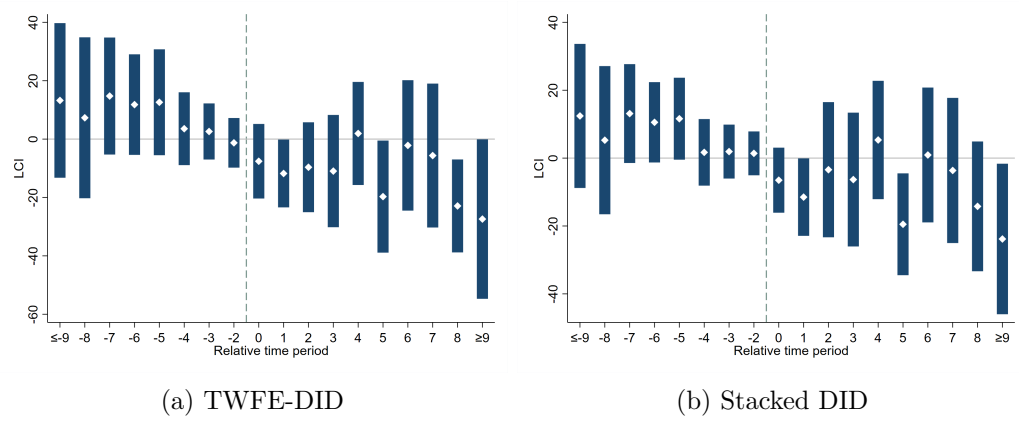 40
20
0
-20
-40
-60
LCI
≤-9 -8 -7 -6 -5 -4 -3 -2 0 1 2 3 4 5 6 7 8 ≥9
Relative time period
(a) TWFE-DID
40
20
0
-20
-40
LCI
≤-9 -8 -7 -6 -5 -4 -3 -2 0 1 2 3 4 5 6 7 8 ≥9
Relative time period
(b) Stacked DID